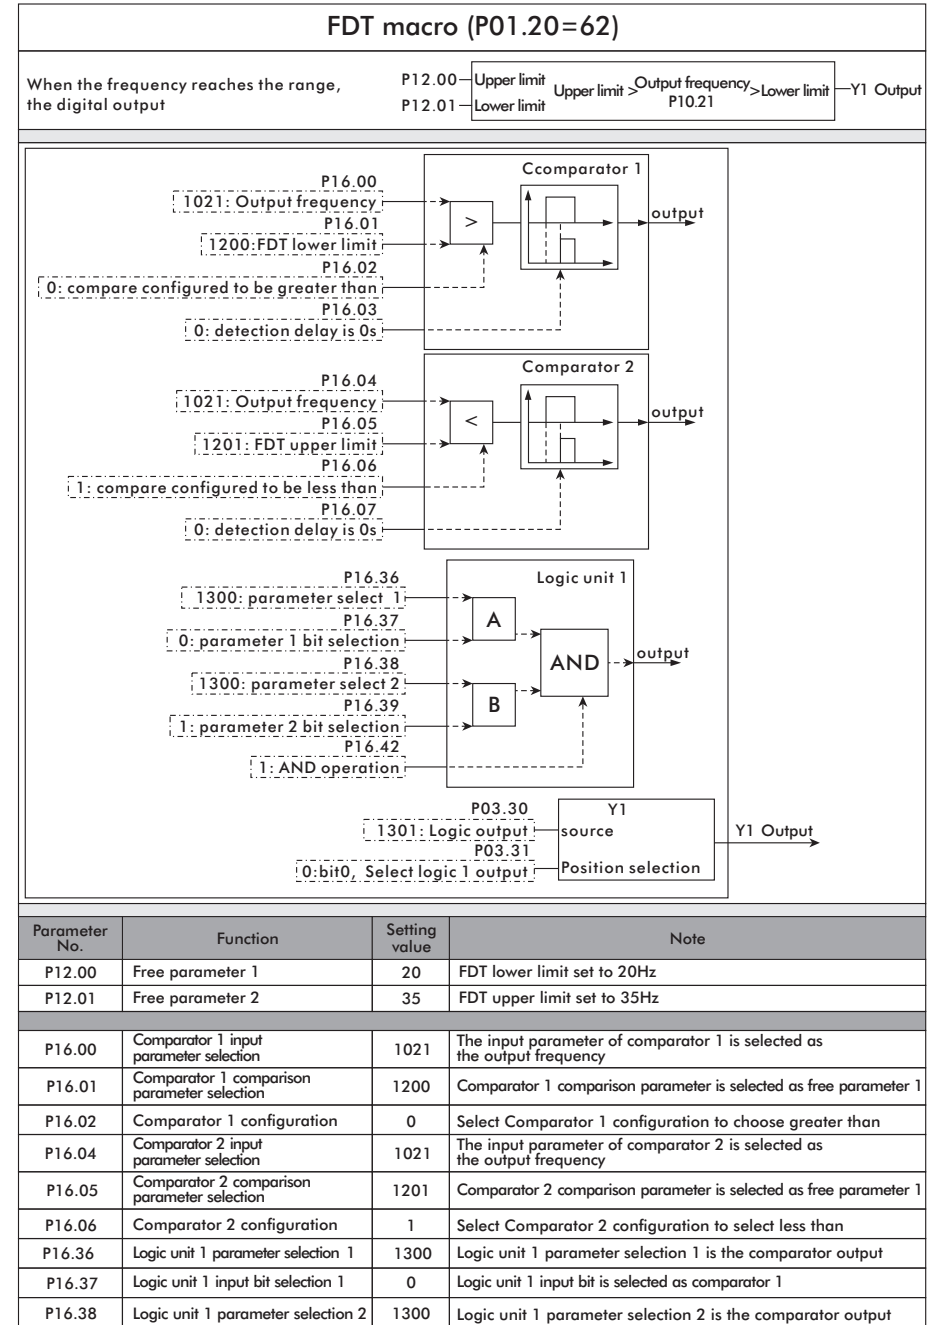 FDT macro (P01.20=62)
When the frequency reaches the range,
the digital output
P12.00
Upper limit
P12.01
Lower limit
Upper limit >Output frequency>Lower limit
P10.21
Y1 Output
Ccomparator 1
P16.00
1021: Output frequency
P16.01
1200:FDT lower limit
P16.02
0: compare configured to be greater than
P16.03
0: detection delay is 0s
>
output
Comparator 2
P16.04
1021: Output frequency
P16.05
1201: FDT upper limit
P16.06
1: compare configured to be less than
P16.07
0: detection delay is 0s
<
output
Logic unit 1
P16.36
1300: parameter select 1
P16.37
0: parameter 1 bit selection
P16.38
1300: parameter select 2
P16.39
1: parameter 2 bit selection
P16.42
1: AND operation
A
B
AND
output
P03.30
1301: Logic output
P03.31
0:bit0, Select logic 1 output
Y1
source
Position selection
Y1 Output
Parameter No. Function Setting value Note
P12.00 Free parameter 1 20 FDT lower limit set to 20Hz
P12.01 Free parameter 2 35 FDT upper limit set to 35Hz
P16.00 Comparator 1 input parameter selection 1021 The input parameter of comparator 1 is selected as the output frequency
P16.01 Comparator 1 comparison parameter selection 1200 Comparator 1 comparison parameter is selected as free parameter 1
P16.02 Comparator 1 configuration 0 Select Comparator 1 configuration to choose greater than
P16.04 Comparator 2 input parameter selection 1021 The input parameter of comparator 2 is selected as the output frequency
P16.05 Comparator 2 comparison parameter selection 1201 Comparator 2 comparison parameter is selected as free parameter 1
P16.06 Comparator 2 configuration 1 Select Comparator 2 configuration to select less than
P16.36 Logic unit 1 parameter selection 1 1300 Logic unit 1 parameter selection 1 is the comparator output
P16.37 Logic unit 1 input bit selection 1 0 Logic unit 1 input bit is selected as comparator 1
P16.38 Logic unit 1 parameter selection 2 1300 Logic unit 1 parameter selection 2 is the comparator output